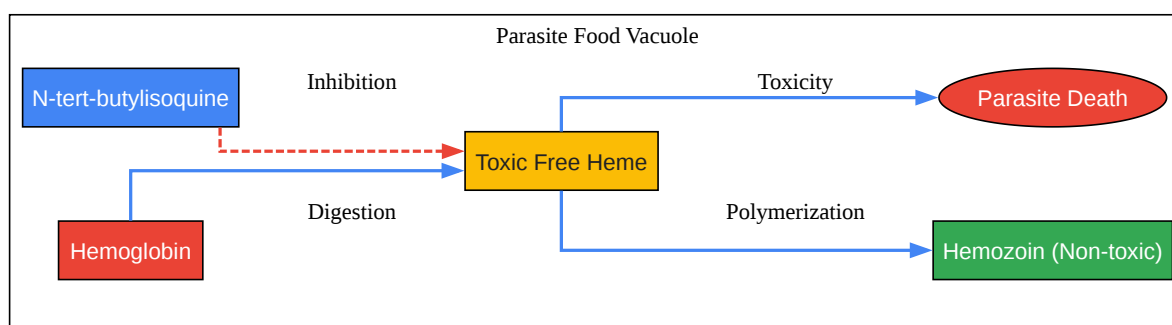 Parasite Food Vacuole
N-tert-butylisoquine
Inhibition
Toxicity
Parasite Death
Toxic Free Heme
Hemoglobin
Digestion
Polymerization
Hemozoin (Non-toxic)